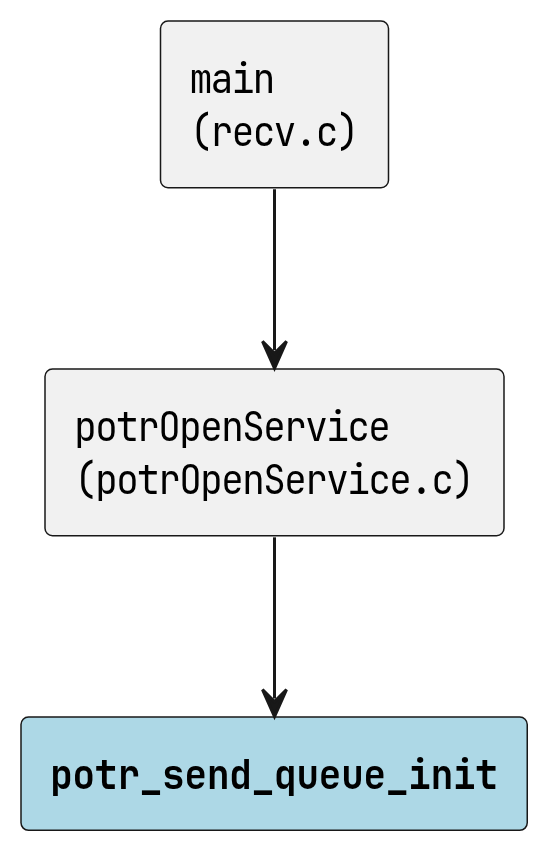 main
(recv.c)
potrOpenService
(potrOpenService.c)
potr_send_queue_init